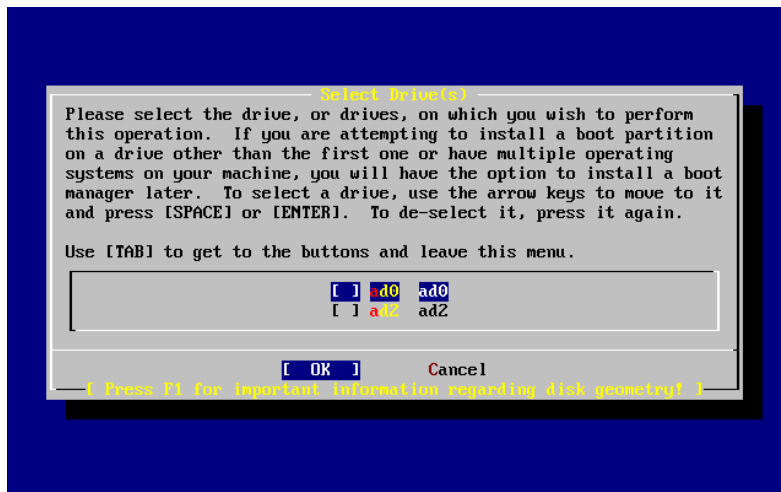 Select Drive(s)
Please select the drive, or drives, on which you wish to perform
this operation.  If you are attempting to install a boot partition
on a drive other than the first one or have multiple operating
systems on your machine, you will have the option to install a boot
manager later.  To select a drive, use the arrow keys to move to it
and press [SPACE] or [ENTER].  To de-select it, press it again.
Use [TAB] to get to the buttons and leave this menu.
[ ] ad0  ad0
[ ] ad2  ad2
[ OK ]  Cancel
[ Press F1 for important information regarding disk geometry! ]